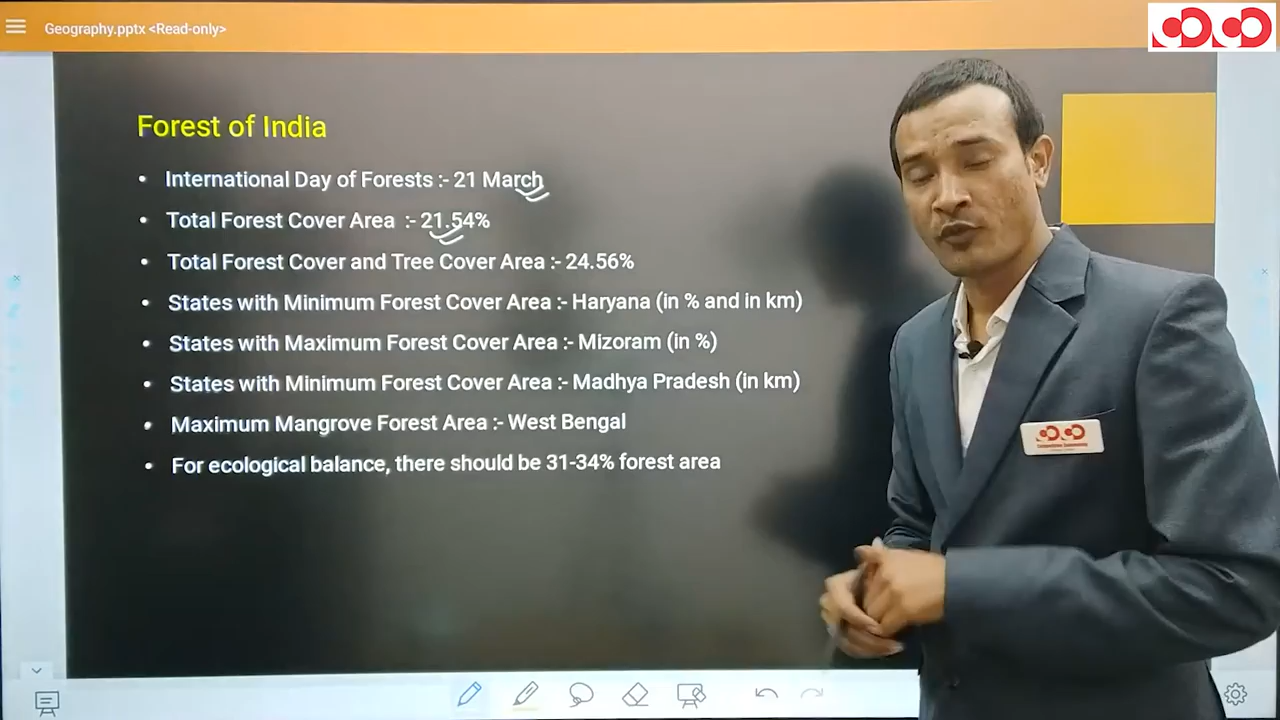 Geography.pptx <Read-only>
Forest of India
• International Day of Forests :- 21 March
• Total Forest Cover Area :- 21.54%
• Total Forest Cover and Tree Cover Area :- 24.56%
• States with Minimum Forest Cover Area :- Haryana (in % and in km)
• States with Maximum Forest Cover Area :- Mizoram (in %)
• States with Minimum Forest Cover Area :- Madhya Pradesh (in km)
• Maximum Mangrove Forest Area :- West Bengal
• For ecological balance, there should be 31-34% forest area